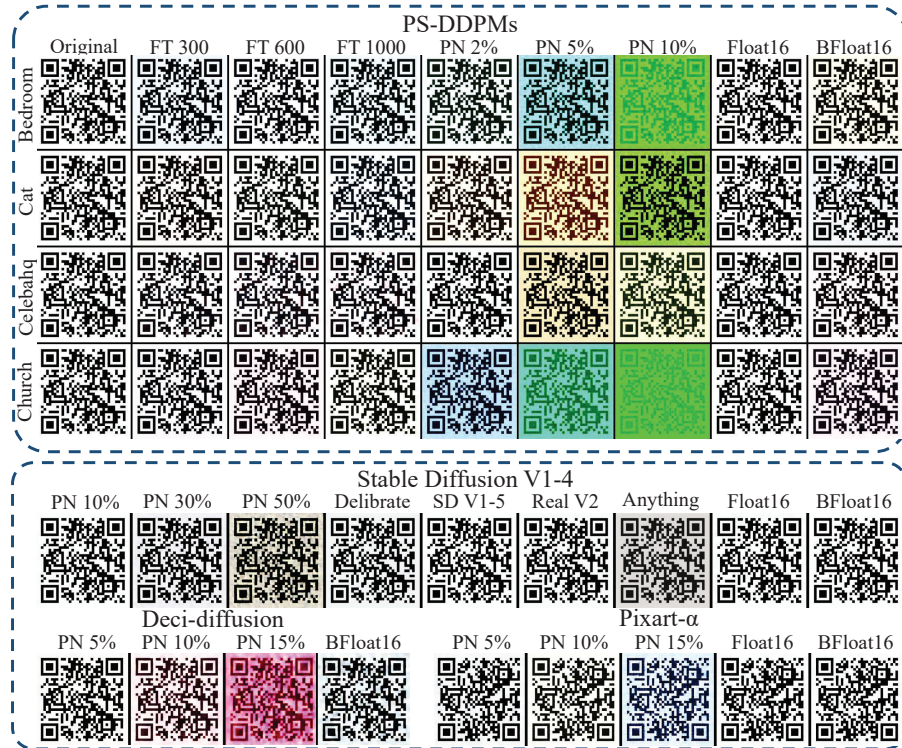 PS-DDPMs
Original FT 300 FT 600 FT 1000 PN 2% PN 5% PN 10% Float16 BFloat16
Bedroom
Cat
Celebahq
Church
Stable Diffusion V1-4
PN 10% PN 30% PN 50% Delibrate SD V1-5 Real V2 Anything Float16 BFloat16
Deci-diffusion Pixart-α
PN 5% PN 10% PN 15% BFloat16 PN 5% PN 10% PN 15% Float16 BFloat16